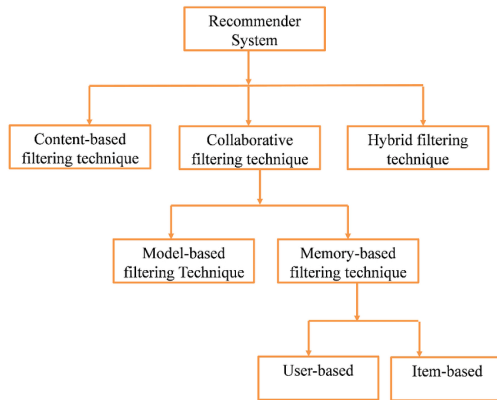 Recommender
System
Content-based
filtering technique
Collaborative
filtering technique
Hybrid filtering
technique
Model-based
filtering Technique
Memory-based
filtering technique
User-based
Item-based